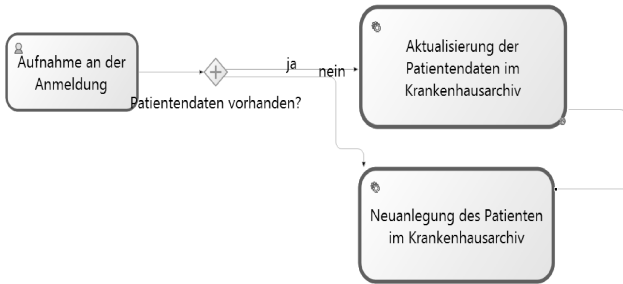 Aufnahme an der
Anmeldung
Patientendaten vorhanden?
ja
nein
Aktualisierung der
Patientendaten im
Krankenhausarchiv
Neuanlegung des Patienten
im Krankenhausarchiv